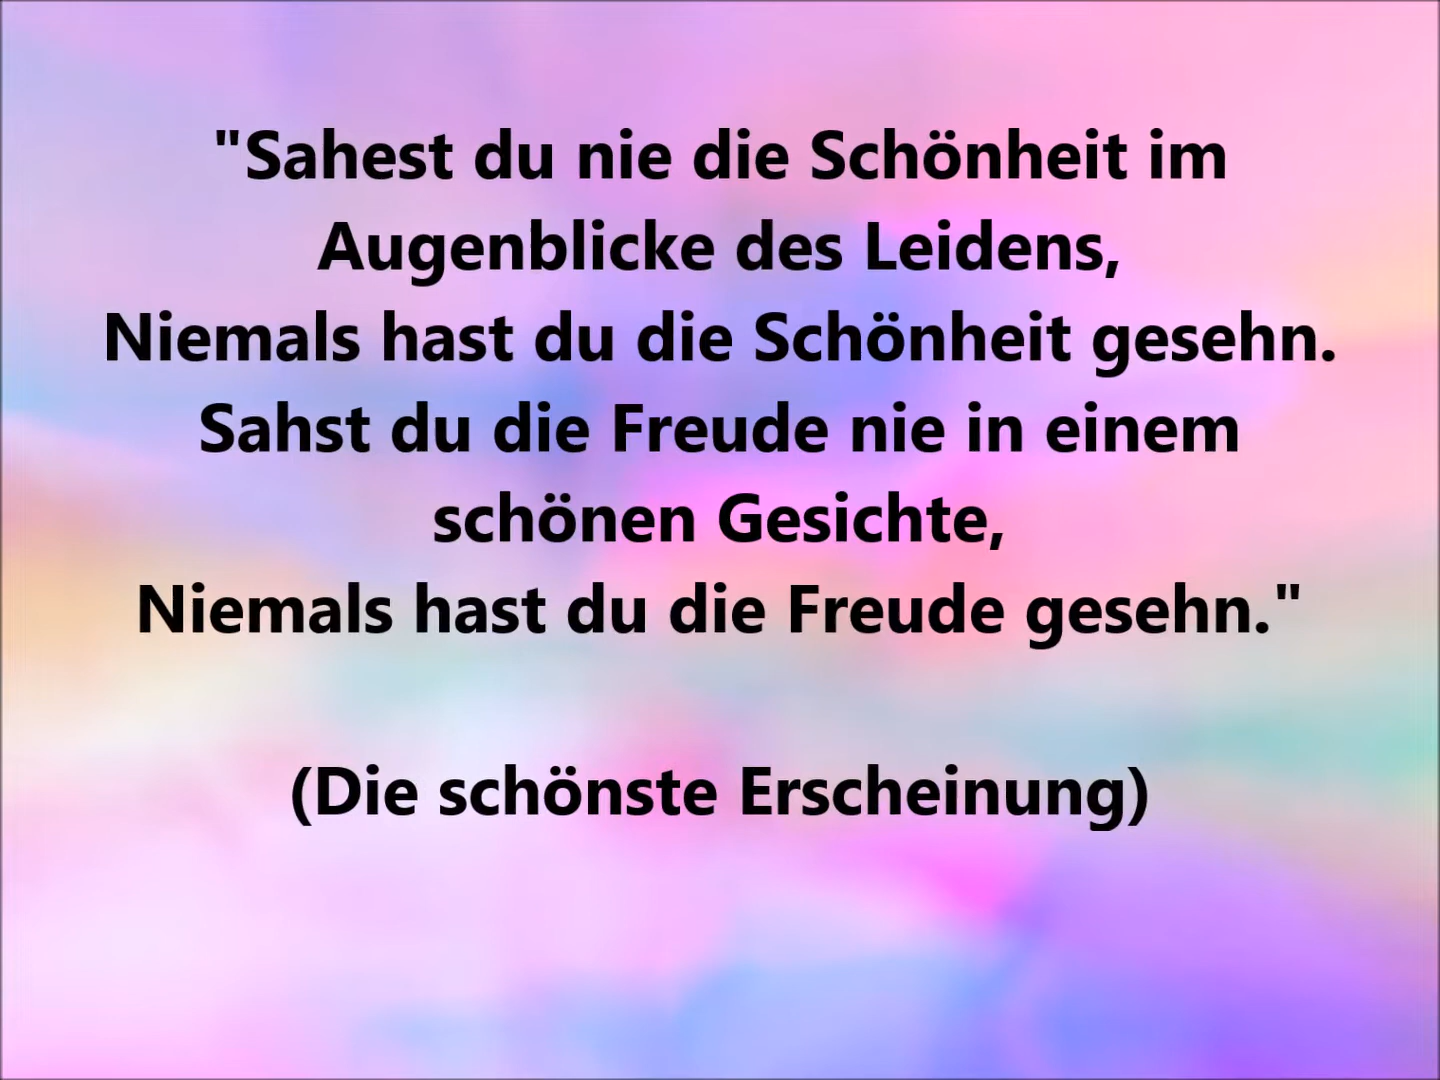 "Sahest du nie die Schönheit im
Augenblicke des Leidens,
Niemals hast du die Schönheit gesehn.
Sahst du die Freude nie in einem
schönen Gesichte,
Niemals hast du die Freude gesehn."
(Die schönste Erscheinung)